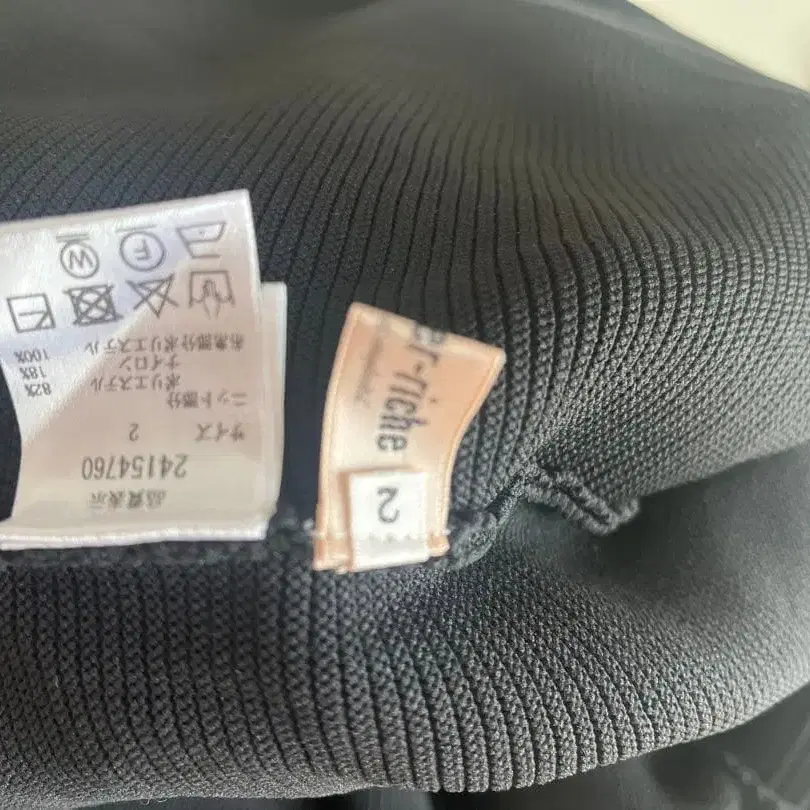 品質表示
24154760
サイズ 2
ニット部分
ポリエステル 82%
ナイロン 18%
布帛部分ポリエステル 100%
F W
er-riche
2